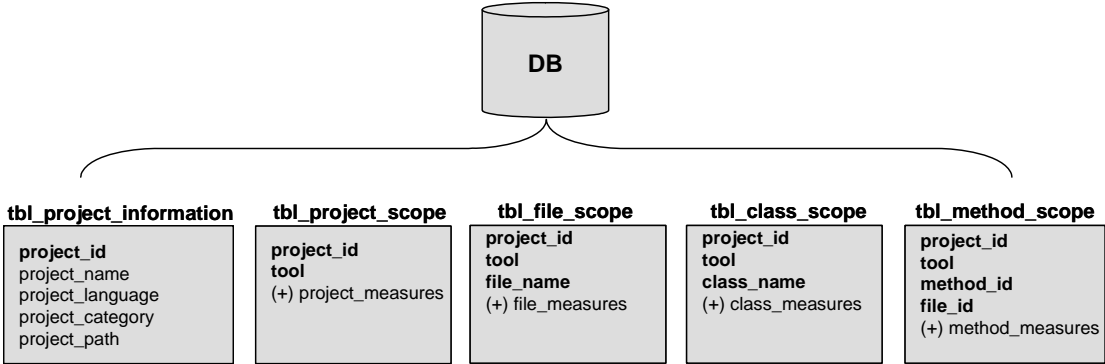 DB
tbl_project_information
project_id
project_name
project_language
project_category
project_path
tbl_project_scope
project_id
tool
(+) project_measures
tbl_file_scope
project_id
tool
file_name
(+) file_measures
tbl_class_scope
project_id
tool
class_name
(+) class_measures
tbl_method_scope
project_id
tool
method_id
file_id
(+) method_measures